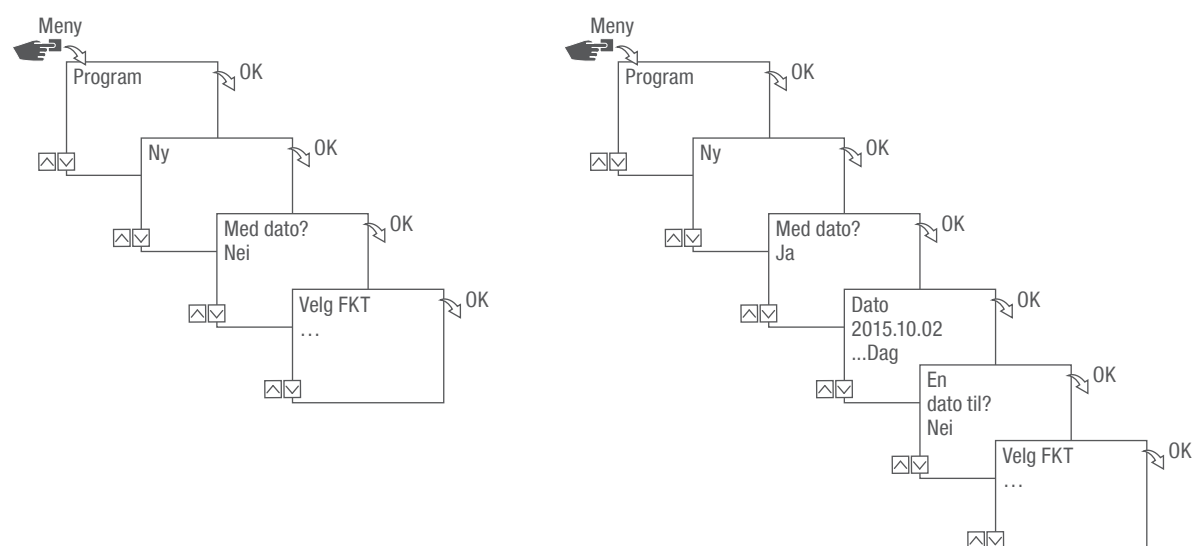 Meny
Program
OK
Ny
OK
Med dato?
Nei
OK
Velg FKT
...
OK
Meny
Program
OK
Ny
OK
Med dato?
Ja
OK
Dato
2015.10.02
...Dag
OK
En
dato til?
Nei
OK
Velg FKT
...
OK